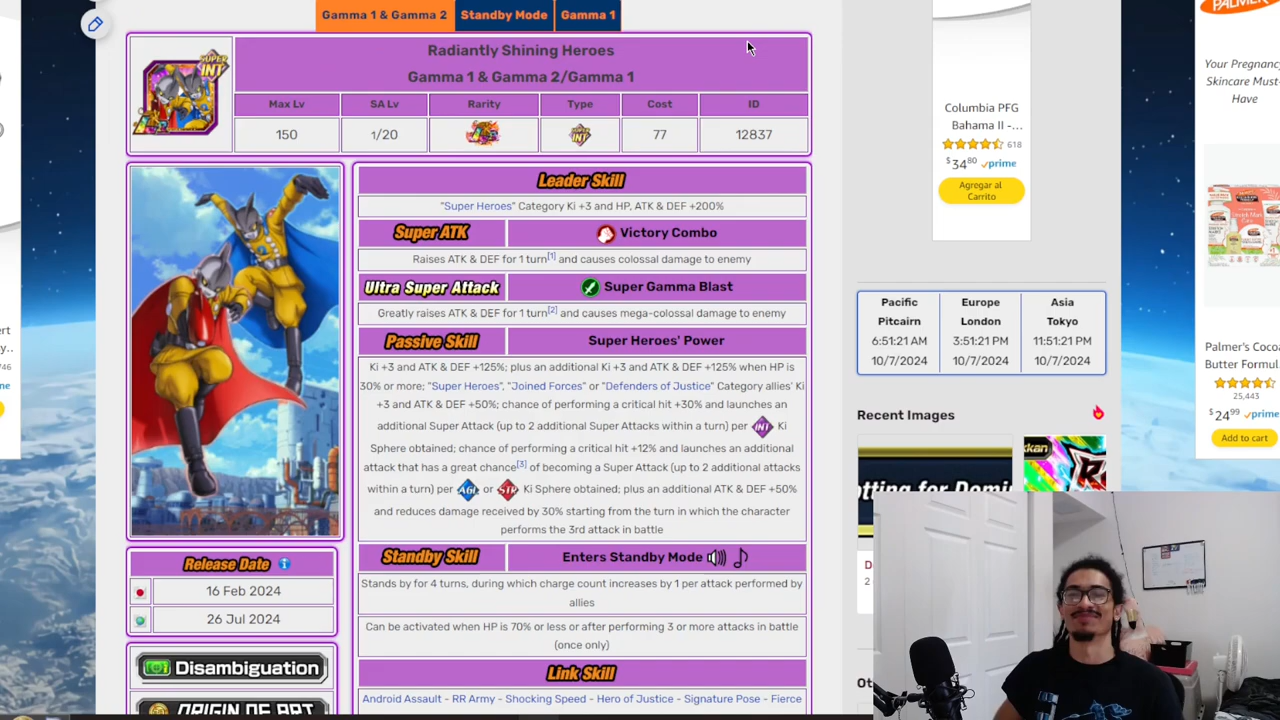 Gamma 1 & Gamma 2
Standby Mode
Gamma 1
SUPER
INT
Radiantly Shining Heroes
Gamma 1 & Gamma 2/Gamma 1
Max Lv
SA Lv
Rarity
Type
Cost
ID
150
1/20
SUPER
INT
77
12837
Leader Skill
"Super Heroes" Category Ki +3 and HP, ATK & DEF +200%
Super ATK
Victory Combo
Raises ATK & DEF for 1 turn[1] and causes colossal damage to enemy
Ultra Super Attack
Super Gamma Blast
Greatly raises ATK & DEF for 1 turn[2] and causes mega-colossal damage to enemy
Passive Skill
Super Heroes' Power
Ki +3 and ATK & DEF +125%; plus an additional Ki +3 and ATK & DEF +125% when HP is
30% or more; "Super Heroes", "Joined Forces" or "Defenders of Justice" Category allies' Ki
+3 and ATK & DEF +50%; chance of performing a critical hit +30% and launches an
additional Super Attack (up to 2 additional Super Attacks within a turn) per INT Ki
Sphere obtained; chance of performing a critical hit +12% and launches an additional
attack that has a great chance[3] of becoming a Super Attack (up to 2 additional attacks
within a turn) per AGL or STR Ki Sphere obtained; plus an additional ATK & DEF +50%
and reduces damage received by 30% starting from the turn in which the character
performs the 3rd attack in battle
Standby Skill
Enters Standby Mode
Stands by for 4 turns, during which charge count increases by 1 per attack performed by
allies
Can be activated when HP is 70% or less or after performing 3 or more attacks in battle
(once only)
Link Skill
Android Assault - RR Army - Shocking Speed - Hero of Justice - Signature Pose - Fierce
Release Date
16 Feb 2024
26 Jul 2024
Disambiguation
ORIGIN OF ART
Columbia PFG
Bahama II -...
618
$34 80 prime
Agregar al
Carrito
Pacific
Pitcairn
Europe
London
Asia
Tokyo
6:51:21 AM
3:51:21 PM
11:51:21 PM
10/7/2024
10/7/2024
10/7/2024
Recent Images
otting for Domi
kkan
PALMER'
Your Pregnancy
Skincare Must-
Have
Palmer's Cocoa
Butter Formul...
25,443
$24 99 prime
Add to cart